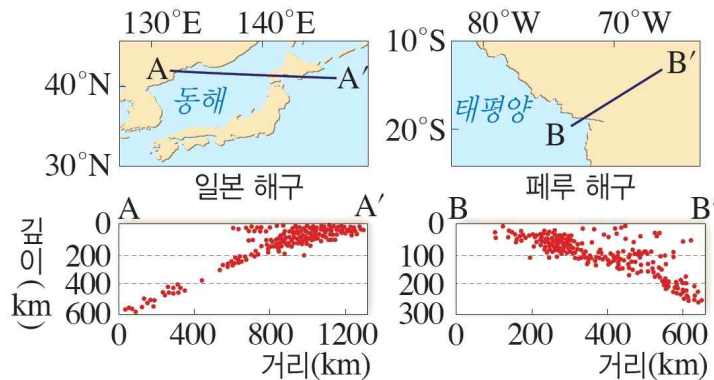 130°E 140°E
40°N
30°N
A A′
동해
일본 해구
80°W 70°W
10°S
20°S
B B′
태평양
페루 해구
A A′
깊이(km)
0
200
400
600
0 400 800 1200
거리(km)
B B′
0
100
200
300
0 200 400 600
거리(km)